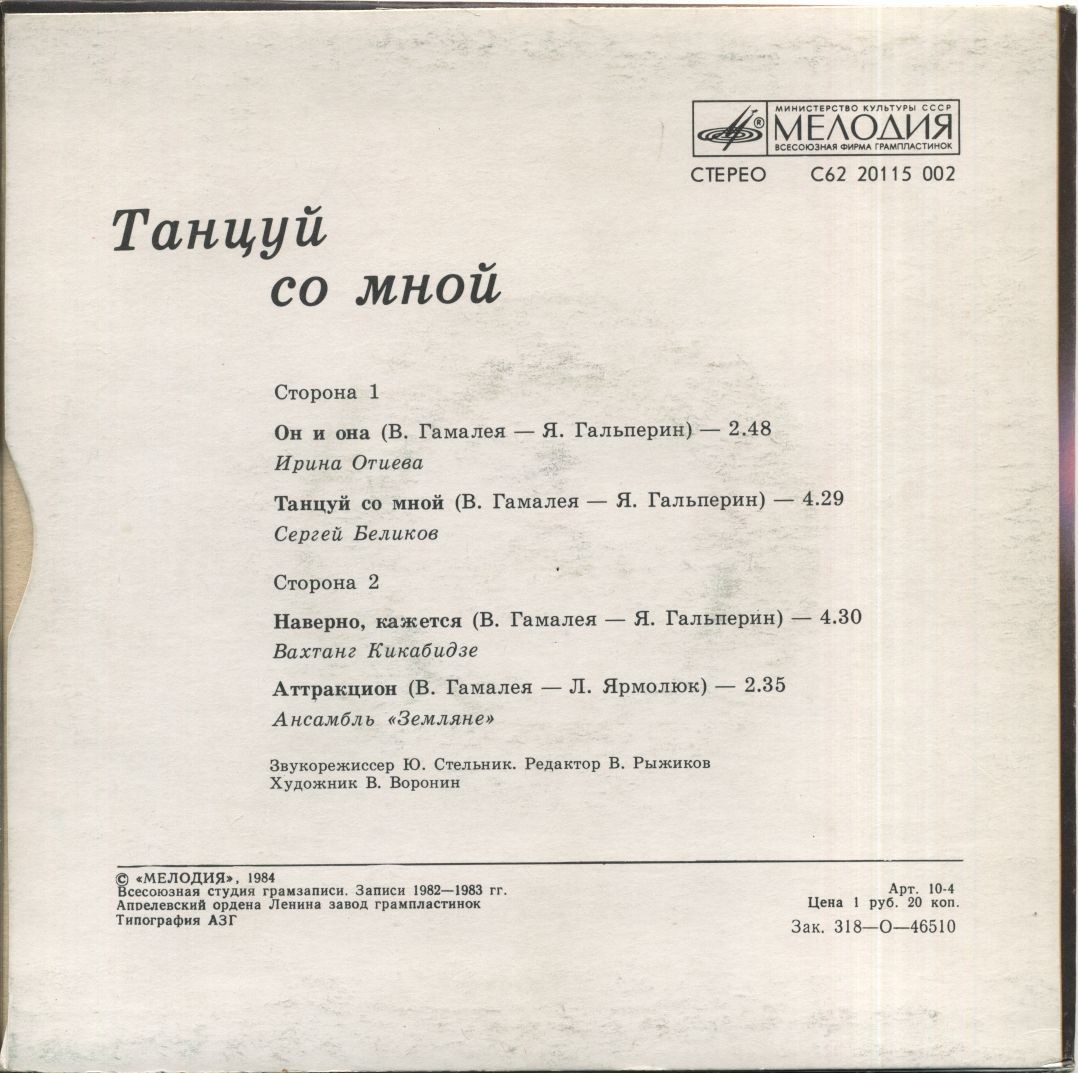 МИНИСТЕРСТВО КУЛЬТУРЫ СССР
® МЕЛОДИЯ
ВСЕСОЮЗНАЯ ФИРМА ГРАМПЛАСТИНОК
СТЕРЕО С62 20115 002
Танцуй
со мной
Сторона 1
Он и она (В. Гамалея — Я. Гальперин) — 2.48
Ирина Отиева
Танцуй со мной (В. Гамалея — Я. Гальперин) — 4.29
Сергей Беликов
Сторона 2
Наверно, кажется (В. Гамалея — Я. Гальперин) — 4.30
Вахтанг Кикабидзе
Аттракцион (В. Гамалея — Л. Ярмолюк) — 2.35
Ансамбль «Земляне»
Звукорежиссер Ю. Стельник. Редактор В. Рыжиков
Художник В. Воронин
© «МЕЛОДИЯ», 1984
Всесоюзная студия грамзаписи. Записи 1982—1983 гг.
Апрелевский ордена Ленина завод грампластинок
Типография АЗГ
Арт. 10-4
Цена 1 руб. 20 коп.
Зак. 318—О—46510